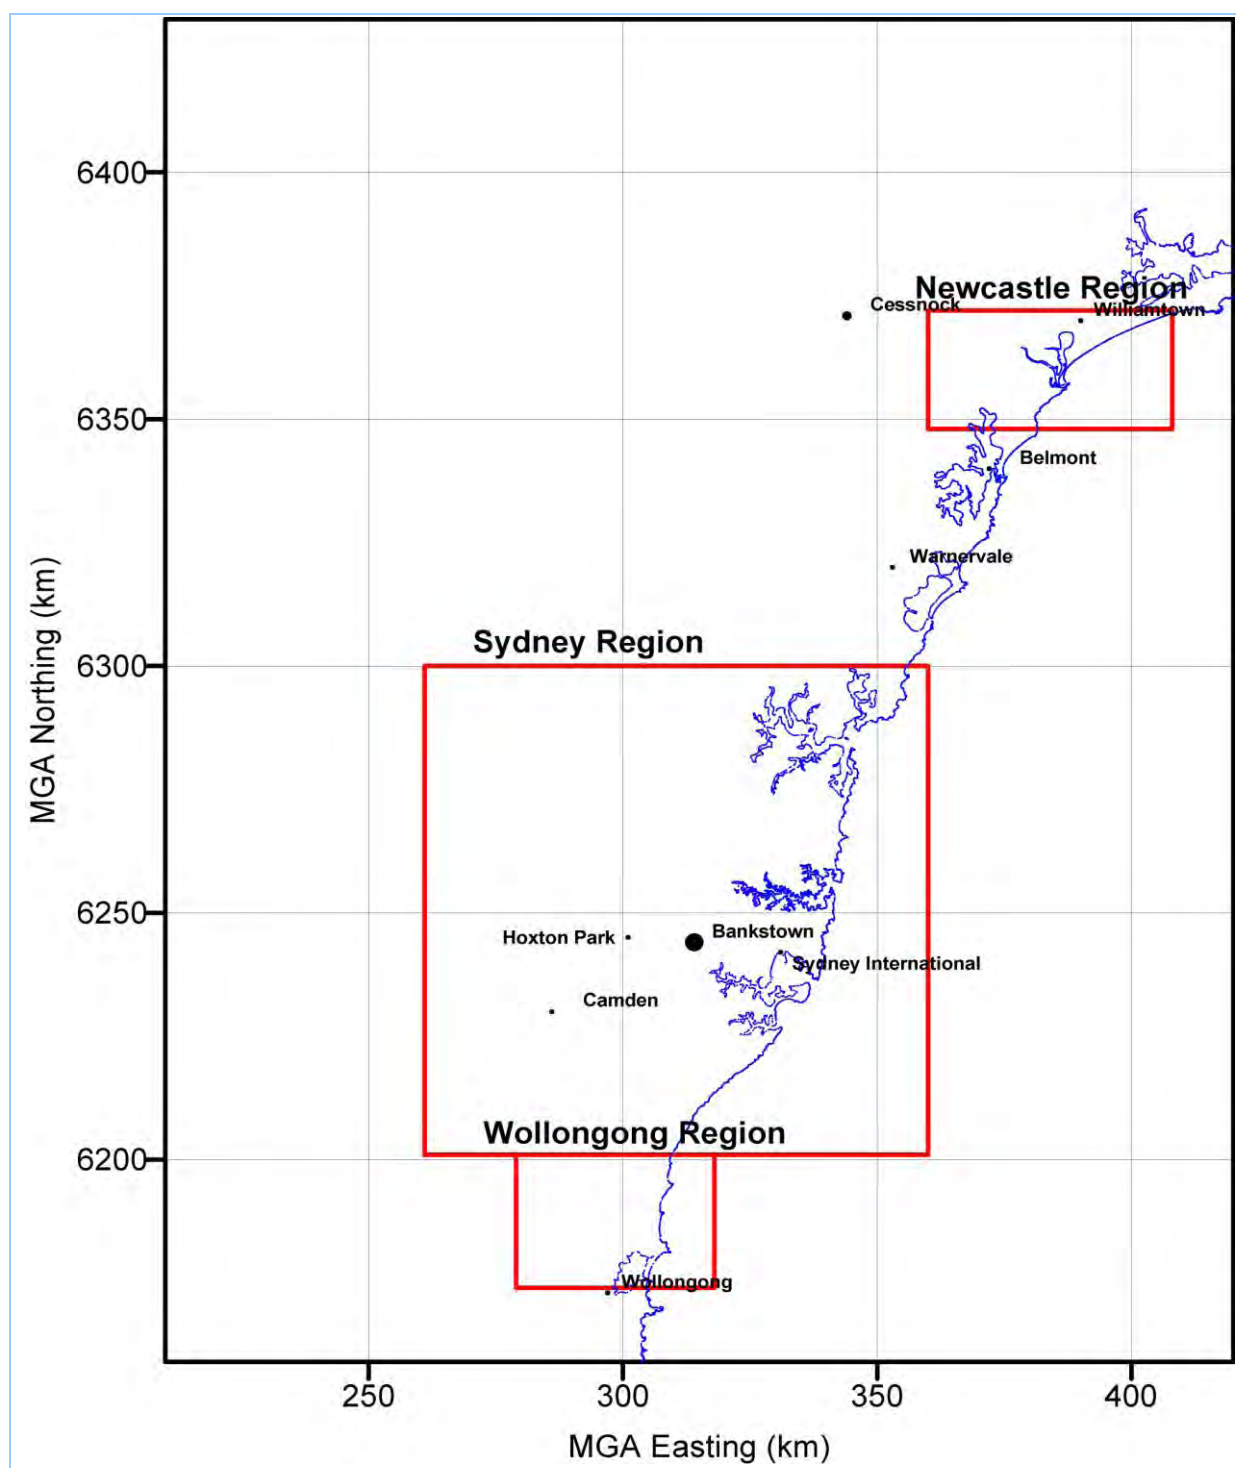 6400
Newcastle Region
Cessnock
Williamtown
6350
Belmont
Warnervale
Sydney Region
6300
MGA Northing (km)
6250
Bankstown
Hoxton Park
Sydney International
Camden
Wollongong Region
6200
Wollongong
250
300
350
400
MGA Easting (km)